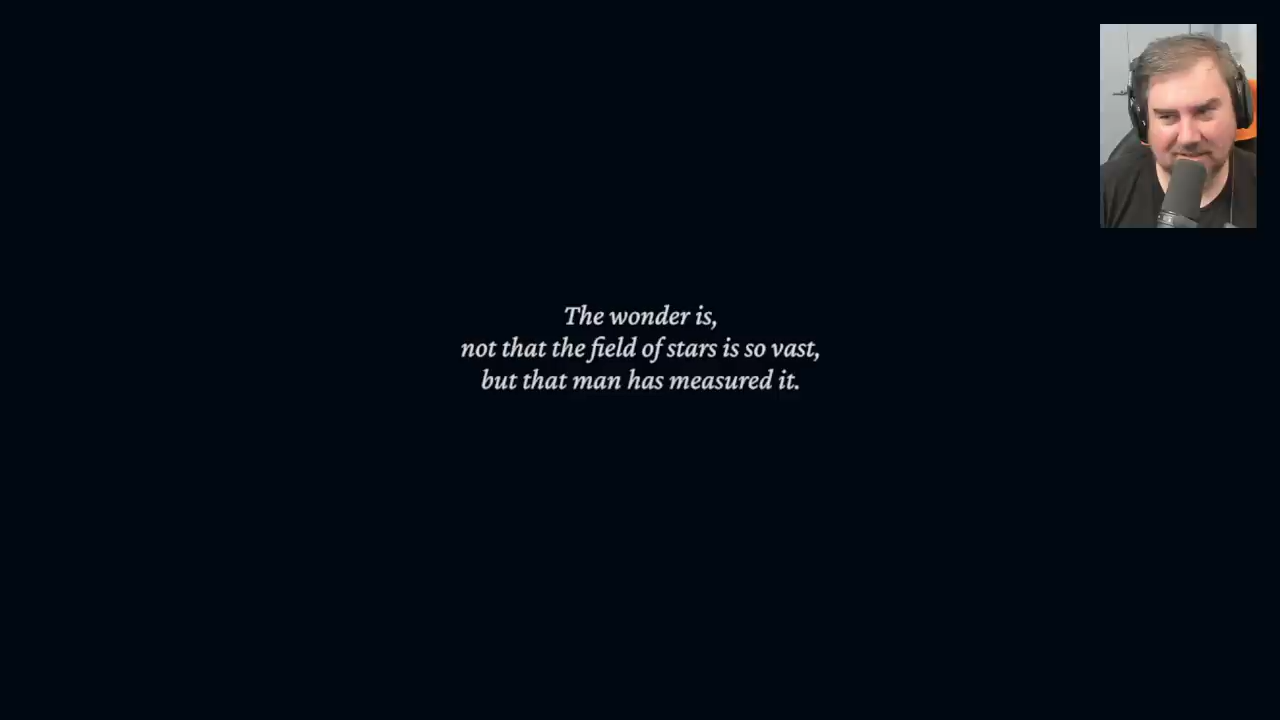 The wonder is,
not that the field of stars is so vast,
but that man has measured it.